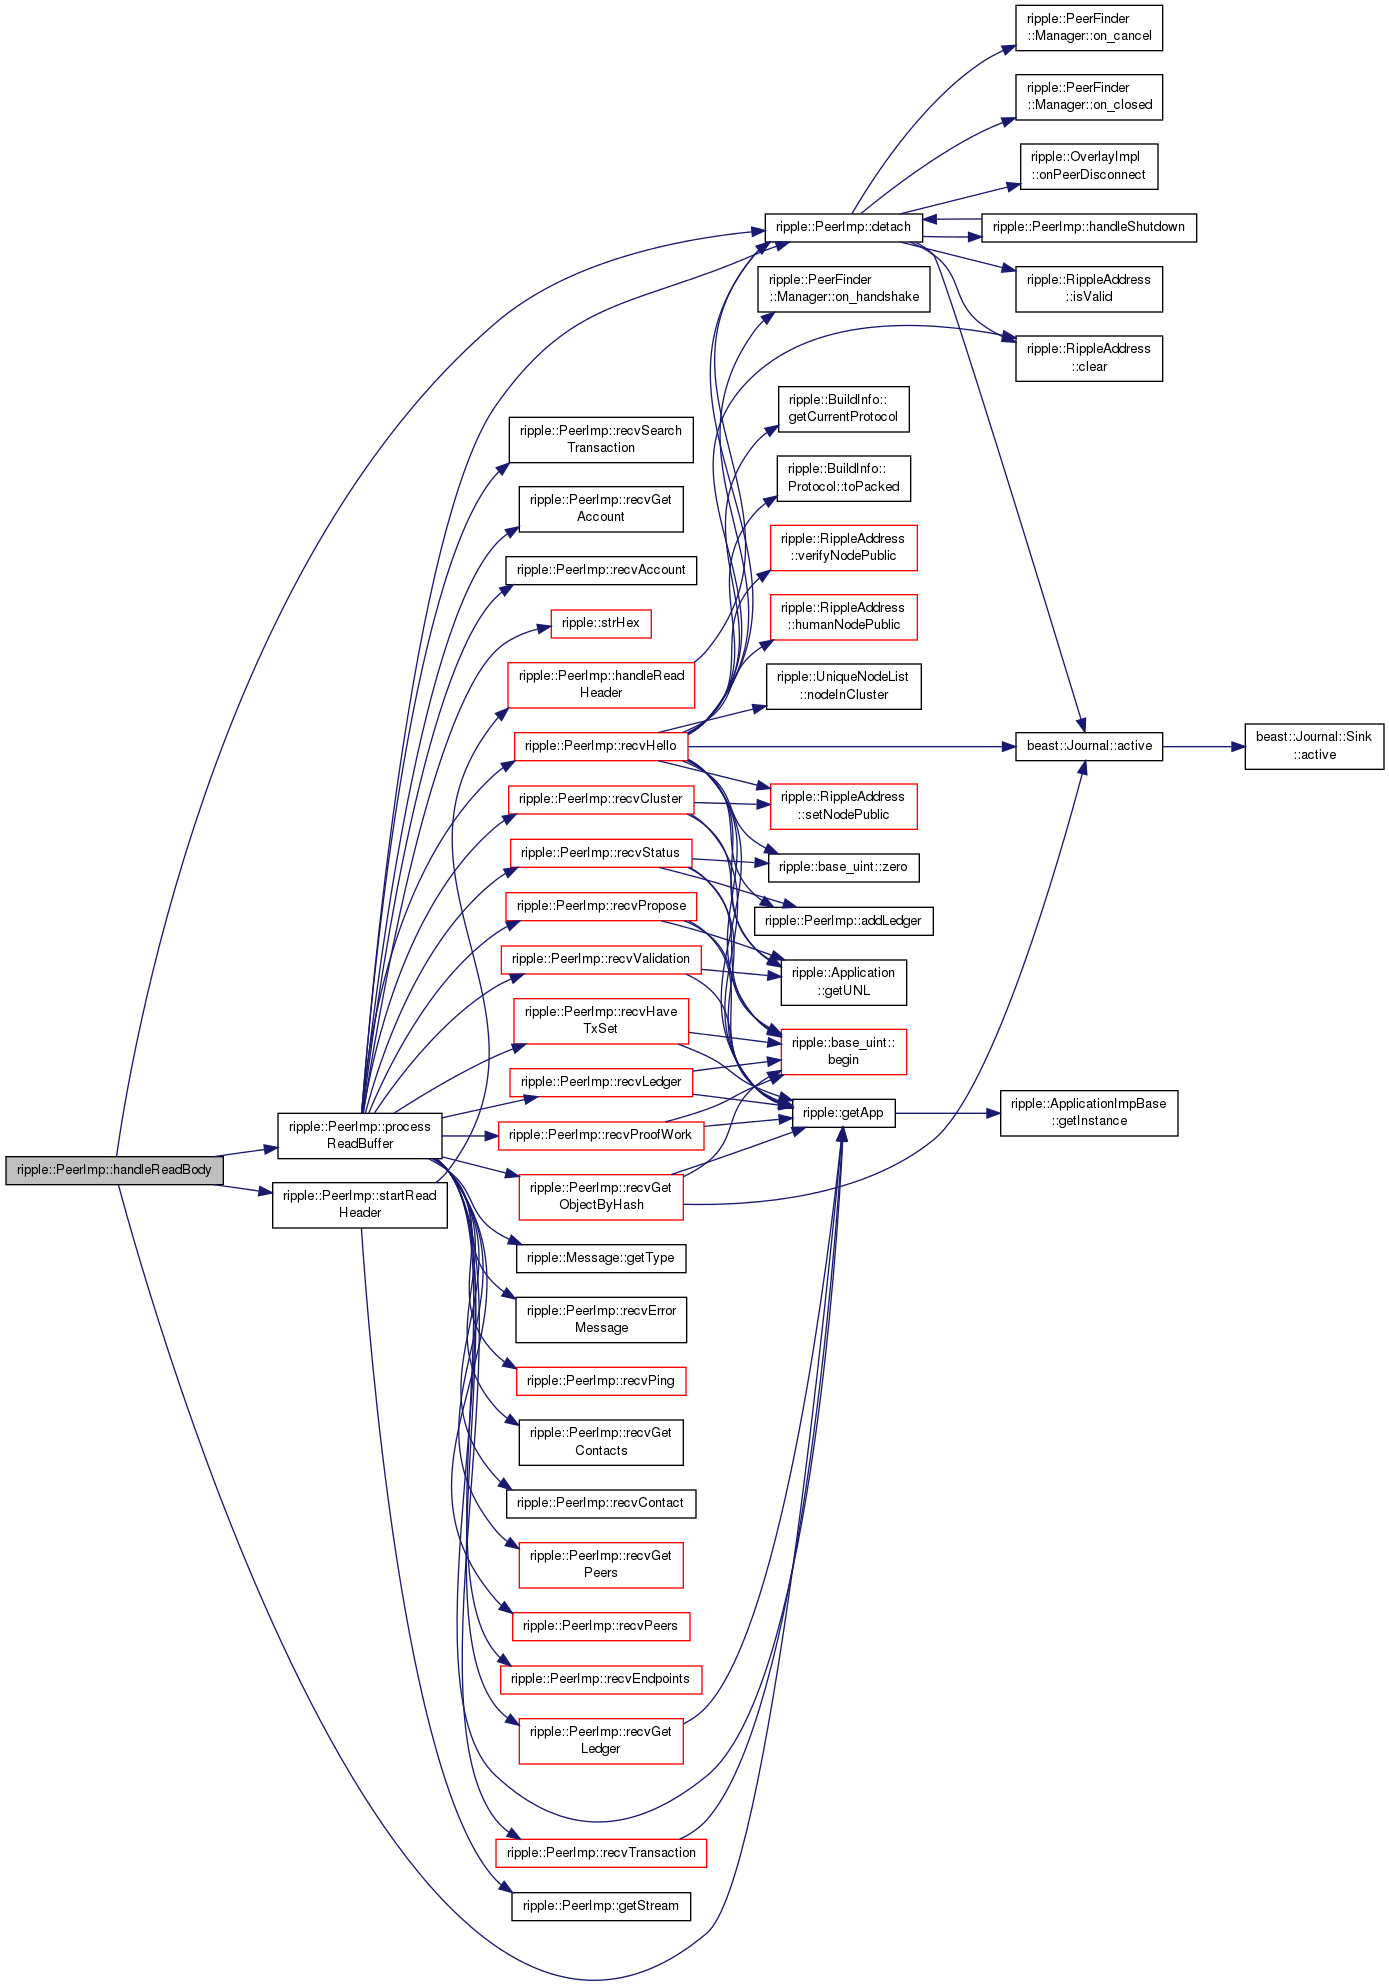 ripple::PeerFinder
::Manager::on_cancel
ripple::PeerFinder
::Manager::on_closed
ripple::OverlayImpl
::onPeerDisconnect
ripple::PeerImp::detach
ripple::PeerImp::handleShutdown
ripple::PeerFinder
::Manager::on_handshake
ripple::RippleAddress
::isValid
ripple::RippleAddress
::clear
ripple::BuildInfo::
getCurrentProtocol
ripple::PeerImp::recvSearch
Transaction
ripple::BuildInfo::
Protocol::toPacked
ripple::PeerImp::recvGet
Account
ripple::RippleAddress
::verifyNodePublic
ripple::PeerImp::recvAccount
ripple::strHex
ripple::RippleAddress
::humanNodePublic
ripple::PeerImp::handleRead
Header
ripple::UniqueNodeList
::nodeInCluster
ripple::PeerImp::recvHello
beast::Journal::active
beast::Journal::Sink
::active
ripple::PeerImp::recvCluster
ripple::RippleAddress
::setNodePublic
ripple::PeerImp::recvStatus
ripple::base_uint::zero
ripple::PeerImp::recvPropose
ripple::PeerImp::addLedger
ripple::PeerImp::recvValidation
ripple::Application
::getUNL
ripple::PeerImp::recvHave
TxSet
ripple::base_uint::
begin
ripple::PeerImp::recvLedger
ripple::getApp
ripple::ApplicationImpBase
::getInstance
ripple::PeerImp::process
ReadBuffer
ripple::PeerImp::recvProofWork
ripple::PeerImp::handleReadBody
ripple::PeerImp::startRead
Header
ripple::PeerImp::recvGet
ObjectByHash
ripple::Message::getType
ripple::PeerImp::recvError
Message
ripple::PeerImp::recvPing
ripple::PeerImp::recvGet
Contacts
ripple::PeerImp::recvContact
ripple::PeerImp::recvGet
Peers
ripple::PeerImp::recvPeers
ripple::PeerImp::recvEndpoints
ripple::PeerImp::recvGet
Ledger
ripple::PeerImp::recvTransaction
ripple::PeerImp::getStream